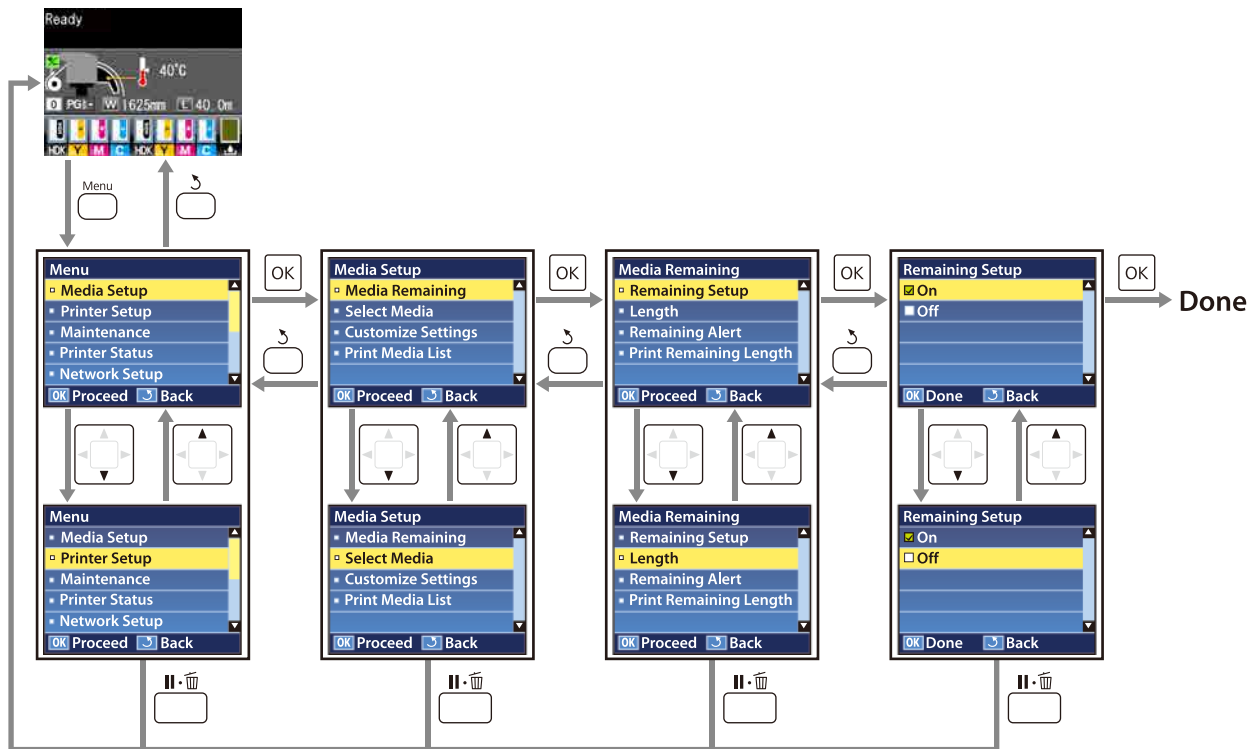 Ready
40°C
0 PG:- W 1625mm L 40.0m
HDK Y M C HDK Y M C
Menu
Menu
Media Setup
Printer Setup
Maintenance
Printer Status
Network Setup
OK Proceed Back
OK
Media Setup
Media Remaining
Select Media
Customize Settings
Print Media List
OK Proceed Back
OK
Media Remaining
Remaining Setup
Length
Remaining Alert
Print Remaining Length
OK Proceed Back
OK
Remaining Setup
On
Off
OK Done Back
OK
Done
Menu
Media Setup
Printer Setup
Maintenance
Printer Status
Network Setup
OK Proceed Back
Media Setup
Media Remaining
Select Media
Customize Settings
Print Media List
OK Proceed Back
Media Remaining
Remaining Setup
Length
Remaining Alert
Print Remaining Length
OK Proceed Back
Remaining Setup
On
Off
OK Done Back